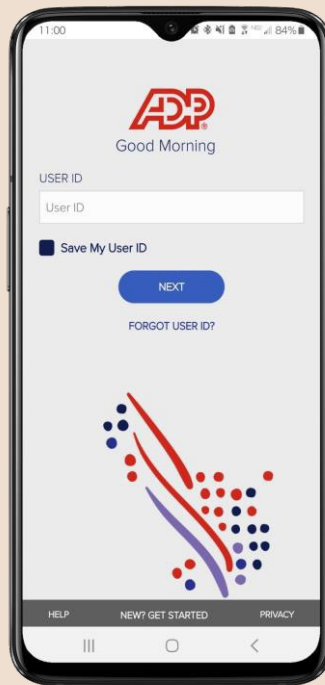 11:00
84%
ADP
Good Morning
USER ID
User ID
Save My User ID
NEXT
FORGOT USER ID?
HELP NEW? GET STARTED PRIVACY